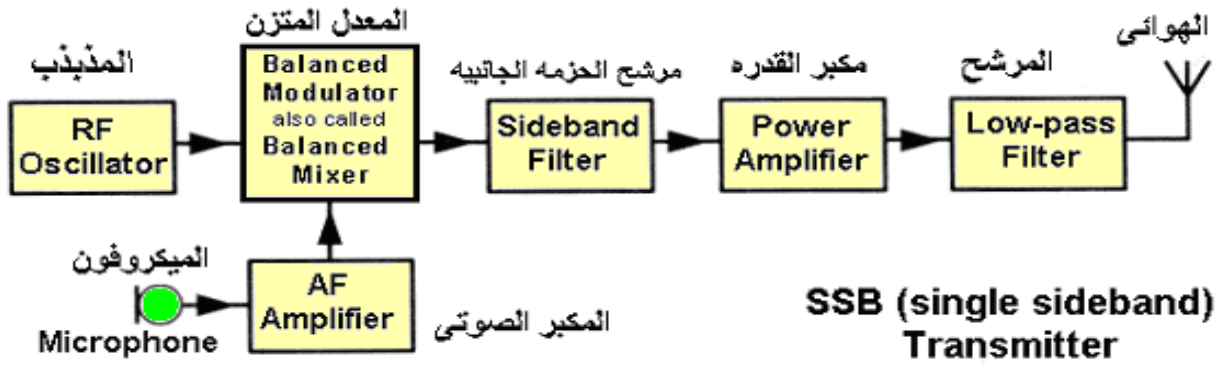 الهوائى
المعدل المتزن
المذبذب
مرشح الحزمه الجانبيه
مكبر القدره
المرشح
RF
Oscillator
Balanced
Modulator
also called
Balanced
Mixer
Sideband
Filter
Power
Amplifier
Low-pass
Filter
الميكروفون
Microphone
AF
Amplifier
المكبر الصوتى
SSB (single sideband)
Transmitter